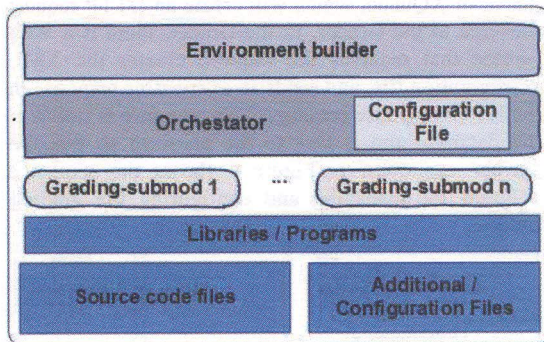 Environment builder
Orchestator
Configuration
File
Grading-submod 1
...
Grading-submod n
Libraries / Programs
Source code files
Additional /
Configuration Files